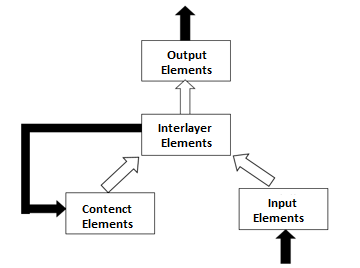 Output
Elements
Interlayer
Elements
Contenct
Elements
Input
Elements